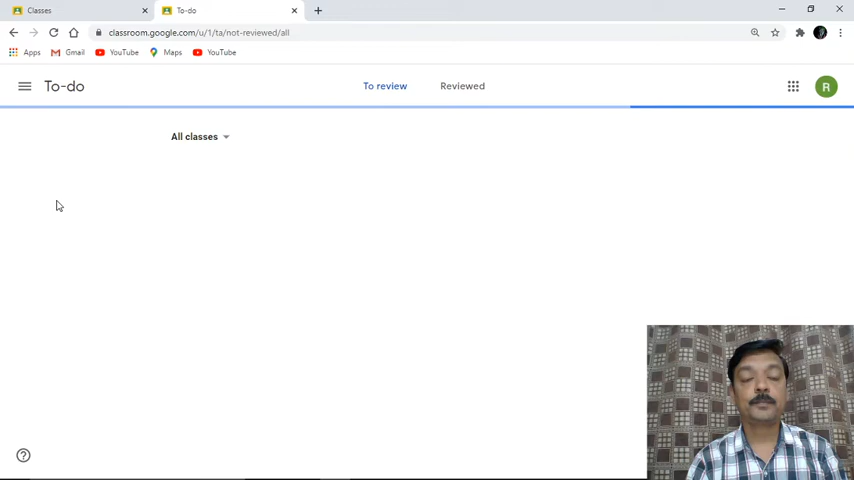 Classes
To-do
classroom.google.com/u/1/ta/not-reviewed/all
Apps Gmail YouTube Maps YouTube
To-do To review Reviewed R
All classes